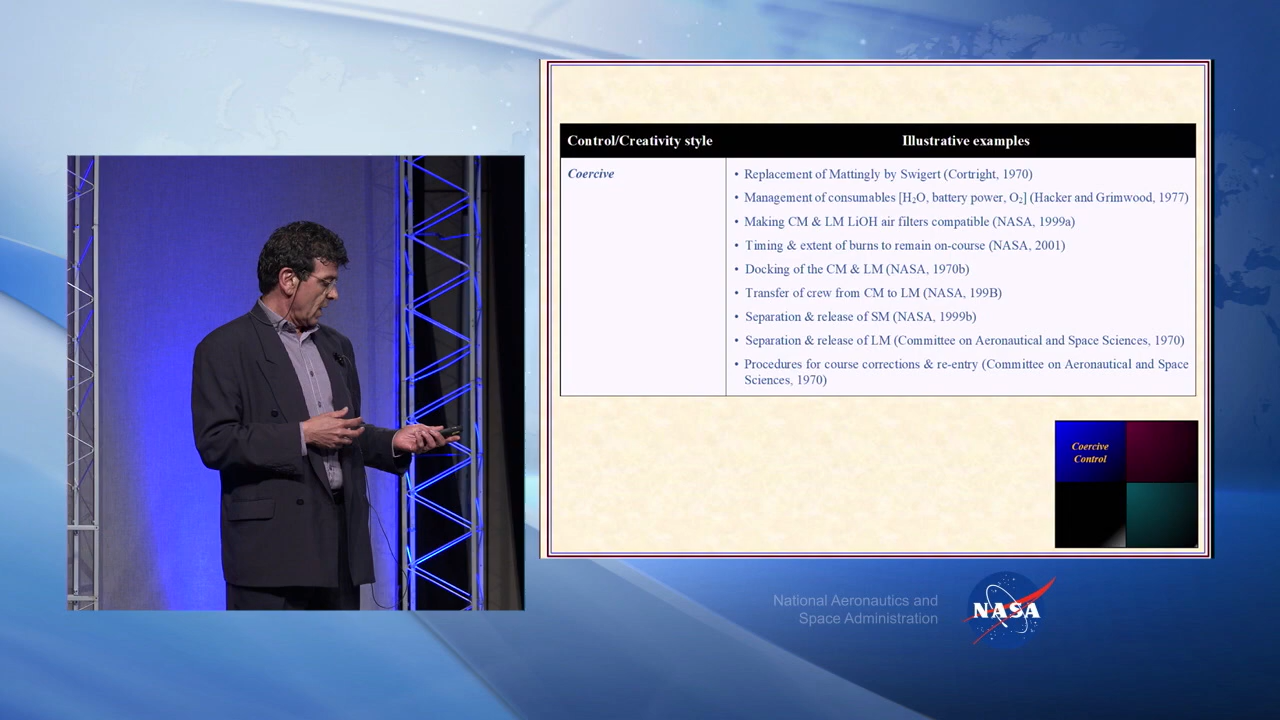 Control/Creativity style
Illustrative examples
Coercive
• Replacement of Mattingly by Swigert (Cortright, 1970)
• Management of consumables [H₂O, battery power, O₂] (Hacker and Grimwood, 1977)
• Making CM & LM LiOH air filters compatible (NASA, 1999a)
• Timing & extent of burns to remain on-course (NASA, 2001)
• Docking of the CM & LM (NASA, 1970b)
• Transfer of crew from CM to LM (NASA, 199B)
• Separation & release of SM (NASA, 1999b)
• Separation & release of LM (Committee on Aeronautical and Space Sciences, 1970)
• Procedures for course corrections & re-entry (Committee on Aeronautical and Space
Sciences, 1970)
Coercive
Control
National Aeronautics and
Space Administration
NASA